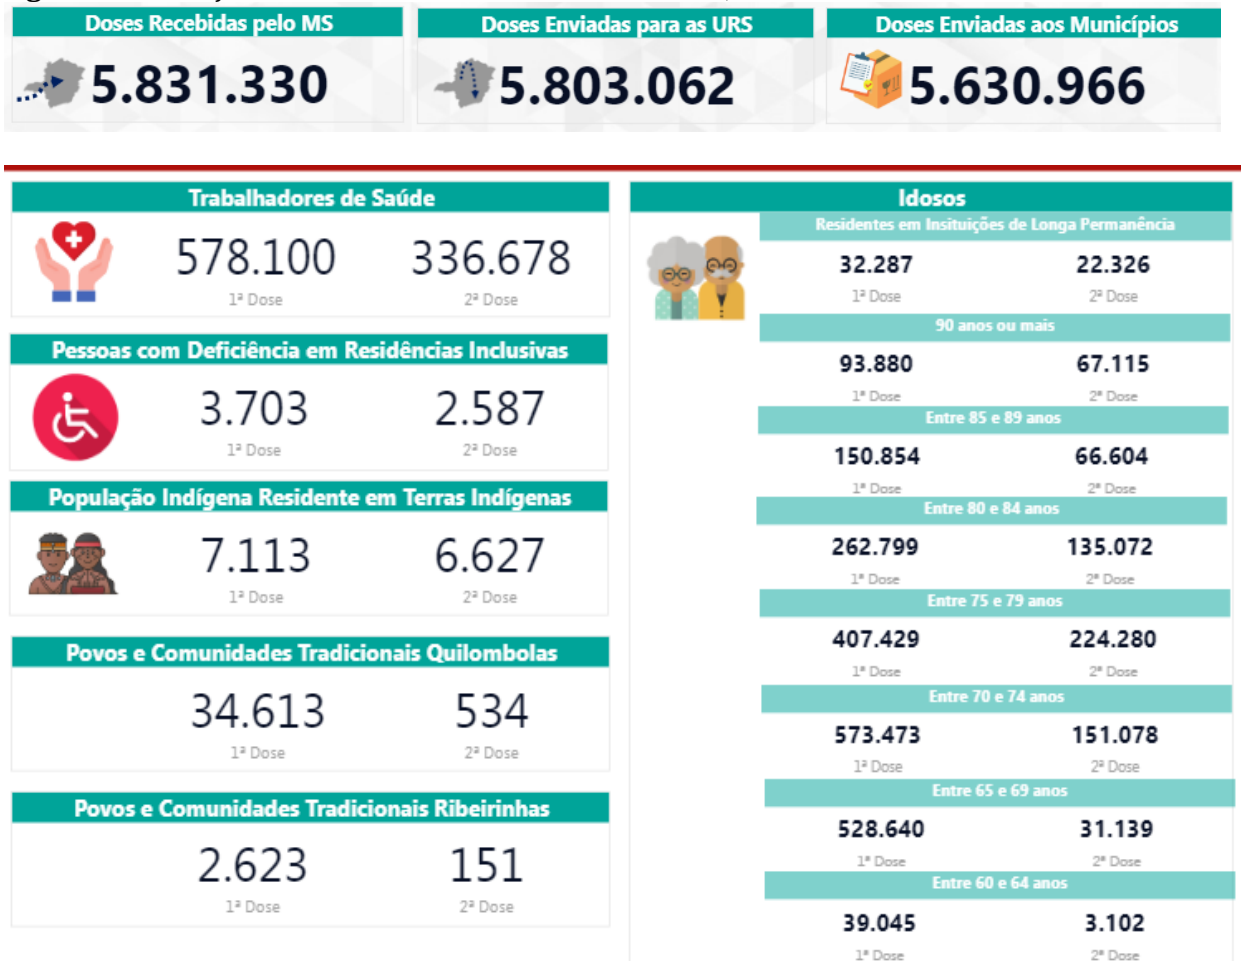 Doses Recebidas pelo MS
5.831.330
Doses Enviadas para as URS
5.803.062
Doses Enviadas aos Municípios
5.630.966
Trabalhadores de Saúde
578.100 336.678
1ª Dose 2ª Dose
Pessoas com Deficiência em Residências Inclusivas
3.703 2.587
1ª Dose 2ª Dose
População Indígena Residente em Terras Indígenas
7.113 6.627
1ª Dose 2ª Dose
Povos e Comunidades Tradicionais Quilombolas
34.613 534
1ª Dose 2ª Dose
Povos e Comunidades Tradicionais Ribeirinhas
2.623 151
1ª Dose 2ª Dose
Idosos
Residentes em Insituições de Longa Permanência
32.287 22.326
1ª Dose 2ª Dose
90 anos ou mais
93.880 67.115
1ª Dose 2ª Dose
Entre 85 e 89 anos
150.854 66.604
1ª Dose 2ª Dose
Entre 80 e 84 anos
262.799 135.072
1ª Dose 2ª Dose
Entre 75 e 79 anos
407.429 224.280
1ª Dose 2ª Dose
Entre 70 e 74 anos
573.473 151.078
1ª Dose 2ª Dose
Entre 65 e 69 anos
528.640 31.139
1ª Dose 2ª Dose
Entre 60 e 64 anos
39.045 3.102
1ª Dose 2ª Dose